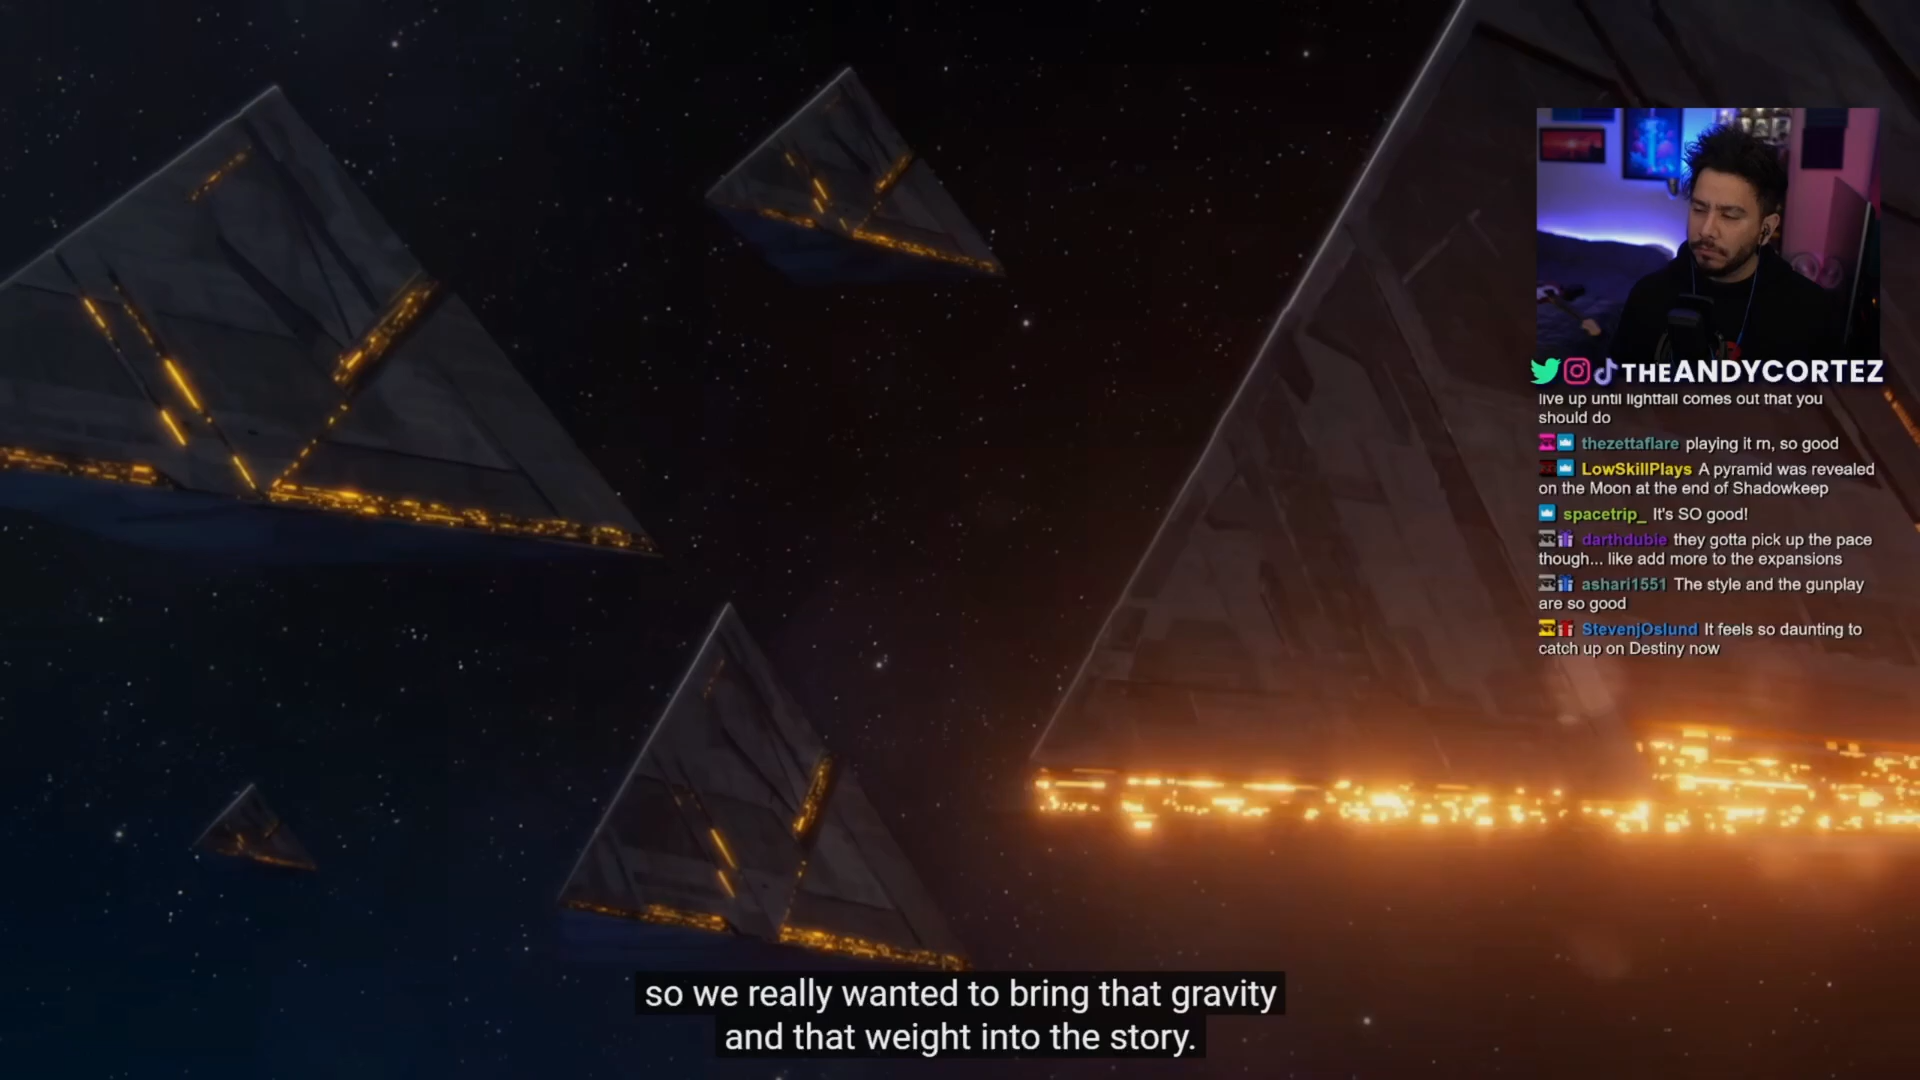 THEANDYCORTEZ
live up until lightfall comes out that you
should do
thezettaflare playing it rn, so good
LowSkillPlays A pyramid was revealed
on the Moon at the end of Shadowkeep
spacetrip_ It's SO good!
darthdubie they gotta pick up the pace
though... like add more to the expansions
ashari1551 The style and the gunplay
are so good
StevenjOslund It feels so daunting to
catch up on Destiny now
so we really wanted to bring that gravity
and that weight into the story.